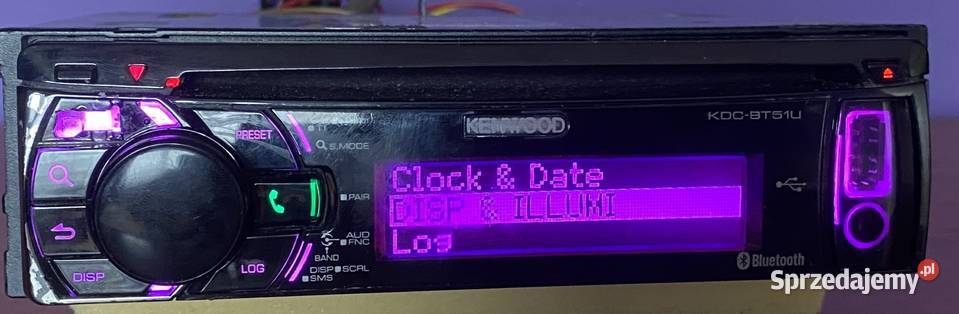 KENWOOD
KDC-BT51U
PRESET
S.MODE
PAIR
AUD
FNC
BAND
DISP SCRL
SMS
DISP
LOG
Clock & Date
DISP & ILLUMI
Log
Bluetooth
Sprzedajemy.pl